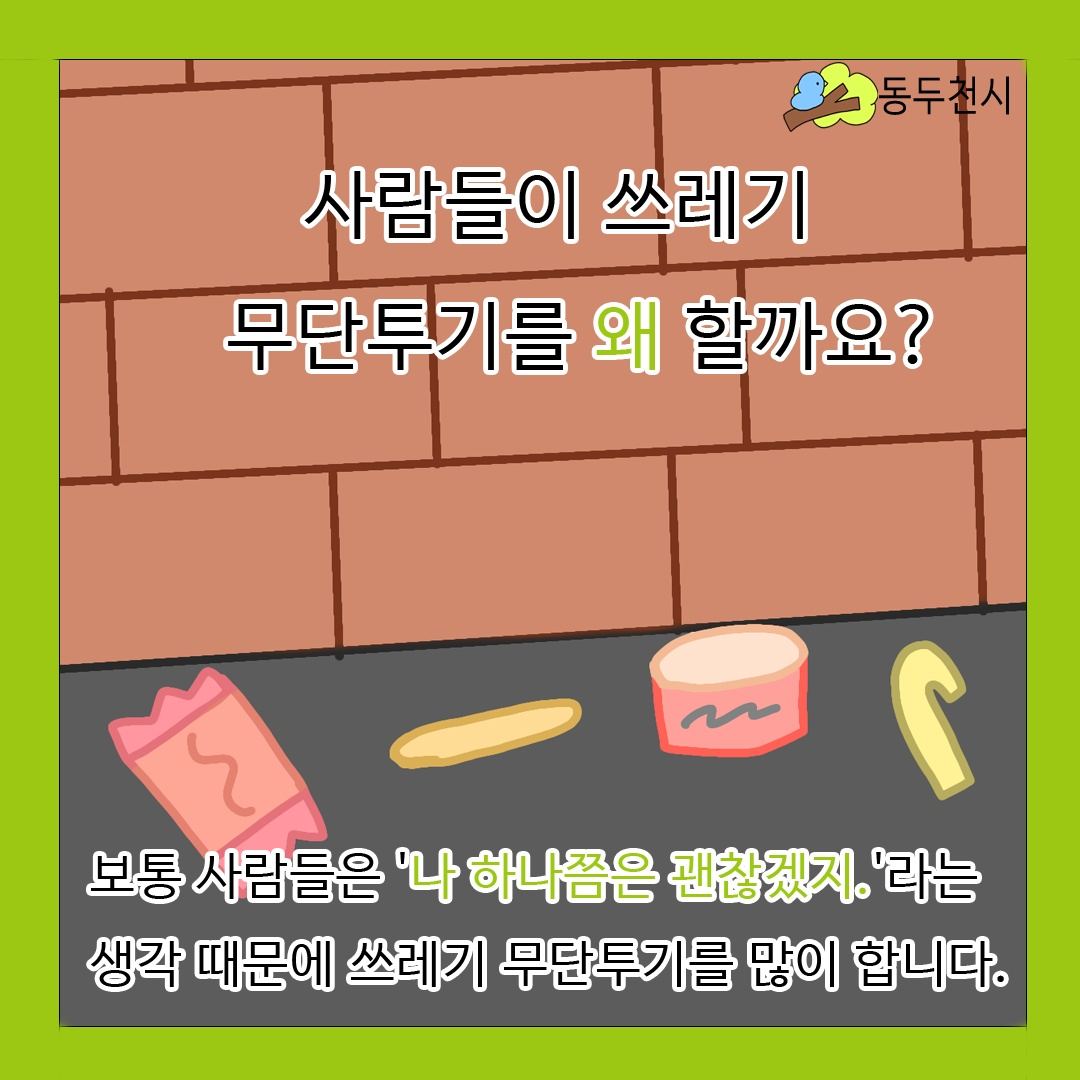 동두천시
사람들이 쓰레기
무단투기를 왜 할까요?
보통 사람들은 '나 하나쯤은 괜찮겠지.'라는
생각 때문에 쓰레기 무단투기를 많이 합니다.